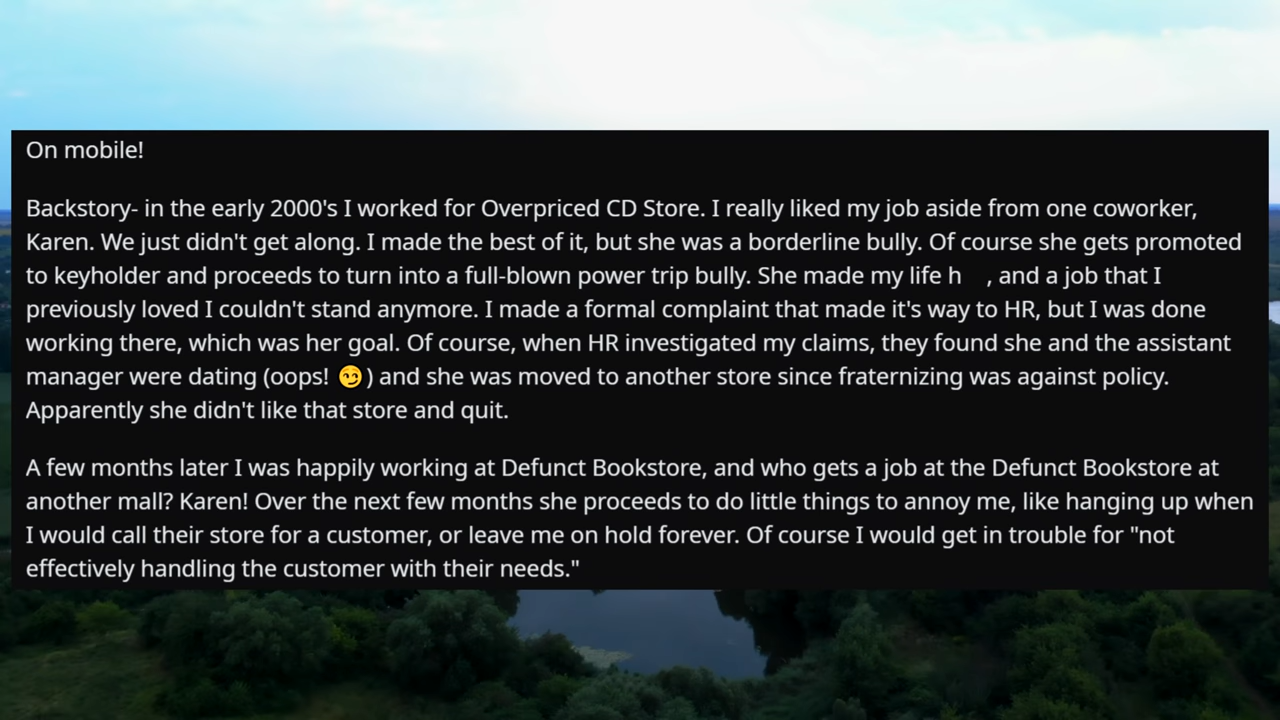 On mobile!
Backstory- in the early 2000's I worked for Overpriced CD Store. I really liked my job aside from one coworker,
Karen. We just didn't get along. I made the best of it, but she was a borderline bully. Of course she gets promoted
to keyholder and proceeds to turn into a full-blown power trip bully. She made my life h , and a job that I
previously loved I couldn't stand anymore. I made a formal complaint that made it's way to HR, but I was done
working there, which was her goal. Of course, when HR investigated my claims, they found she and the assistant
manager were dating (oops! 😏) and she was moved to another store since fraternizing was against policy.
Apparently she didn't like that store and quit.
A few months later I was happily working at Defunct Bookstore, and who gets a job at the Defunct Bookstore at
another mall? Karen! Over the next few months she proceeds to do little things to annoy me, like hanging up when
I would call their store for a customer, or leave me on hold forever. Of course I would get in trouble for "not
effectively handling the customer with their needs."